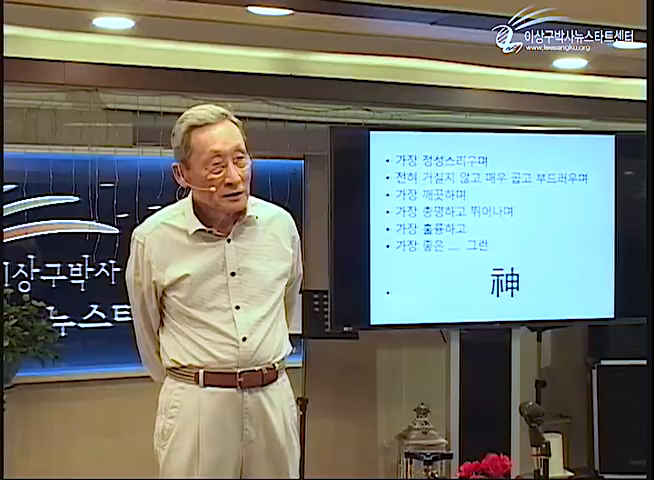 이상구박사뉴스타트센터
www.leesangku.org
• 가장 정성스러우며
• 전혀 거칠지 않고 매우 곱고 부드러우며
• 가장 깨끗하며
• 가장 총명하고 뛰어나며
• 가장 훌륭하고
• 가장 좋은 .... 그런
• 神
이상구박사
뉴스타